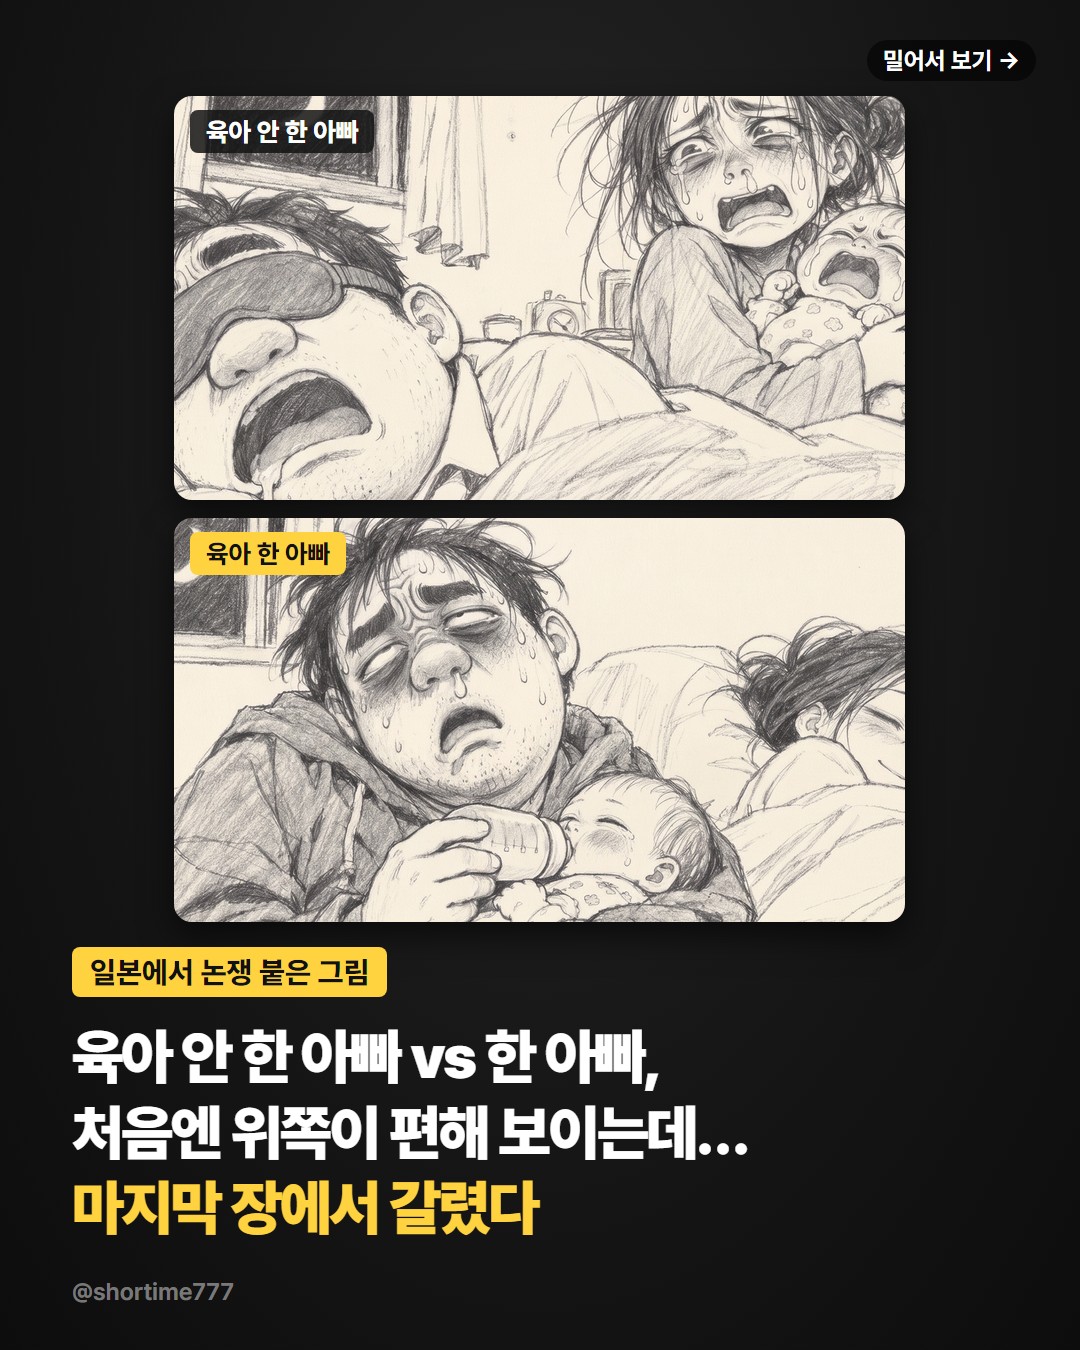 밀어서 보기 →
육아 안 한 아빠
육아 한 아빠
일본에서 논쟁 붙은 그림
육아 안 한 아빠 vs 한 아빠,
처음엔 위쪽이 편해 보이는데...
마지막 장에서 갈렸다
@shortime777